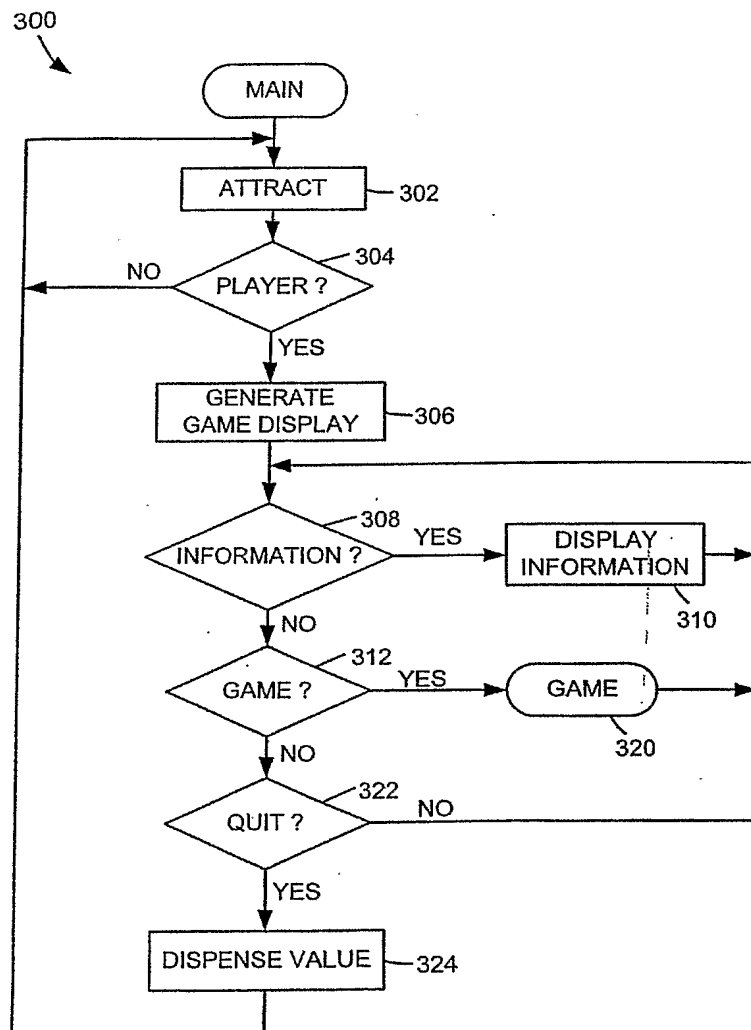 300
MAIN
ATTRACT
302
304
NO
PLAYER ?
YES
GENERATE
GAME DISPLAY
306
308
INFORMATION ?
YES
DISPLAY
INFORMATION
310
NO
312
GAME ?
YES
GAME
320
NO
322
QUIT ?
NO
YES
DISPENSE VALUE
324